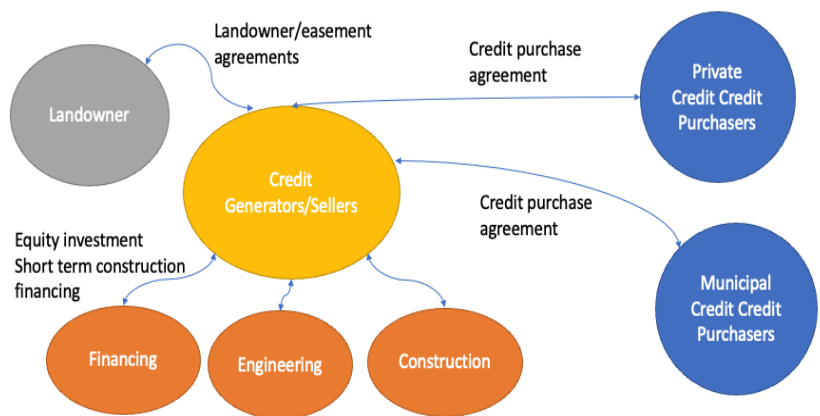 Landowner/easement
agreements
Landowner
Credit purchase
agreement
Private
Credit Credit
Purchasers
Credit
Generators/Sellers
Credit purchase
agreement
Equity investment
Short term construction
financing
Municipal
Credit Credit
Purchasers
Financing
Engineering
Construction